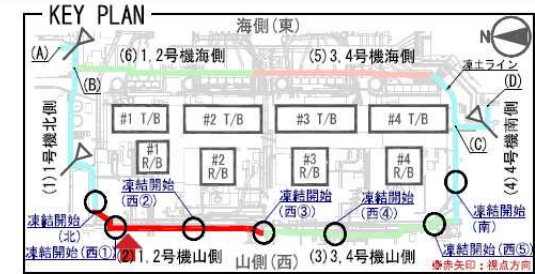 KEY PLAN
海側(東)
N
(A)
(6)1,2号機海側
(5)3,4号機海側
凍土ライン
(B)
(D)
#1 T/B
#2 T/B
#3 T/B
#4 T/B
(C)
(1)1号機北側
(4)4号機南側
#1
R/B
#2
R/B
#3
R/B
#4
R/B
凍結開始
(西②)
凍結開始
(西③)
凍結開始
(西④)
凍結開始
(北)
凍結開始
(南)
凍結開始(西①)
凍結開始(西⑤)
(2)1,2号機山側
山側(西)
(3)3,4号機山側
※赤矢印:視点方向